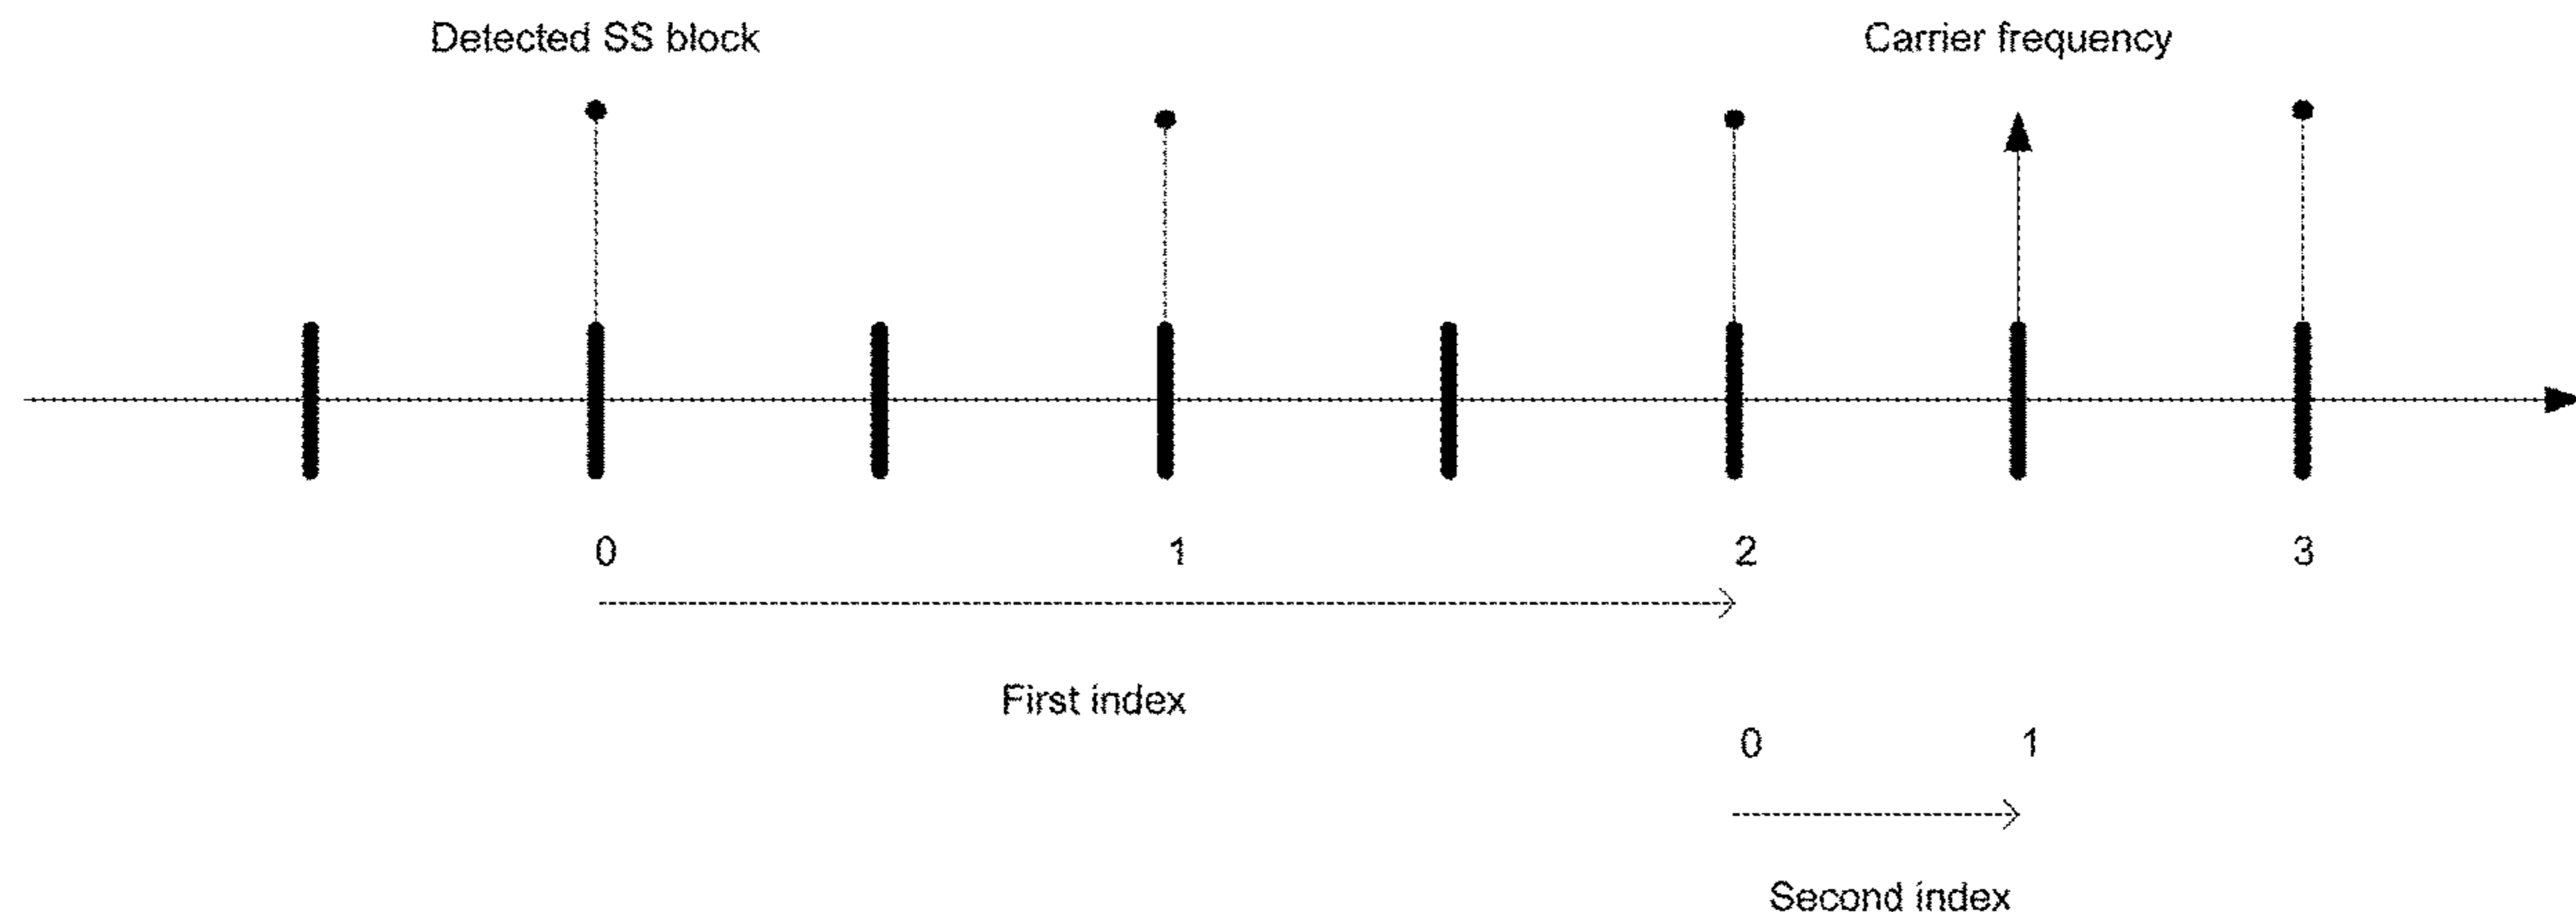 Detected SS block Carrier frequency
0 1 2 3
First index
0 1
Second index